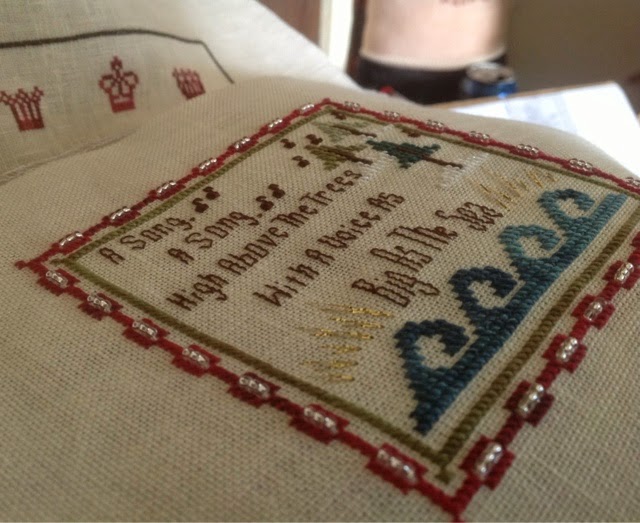 A Song,
A Song,
High Above The Trees
With A Voice As
Big As The Sea